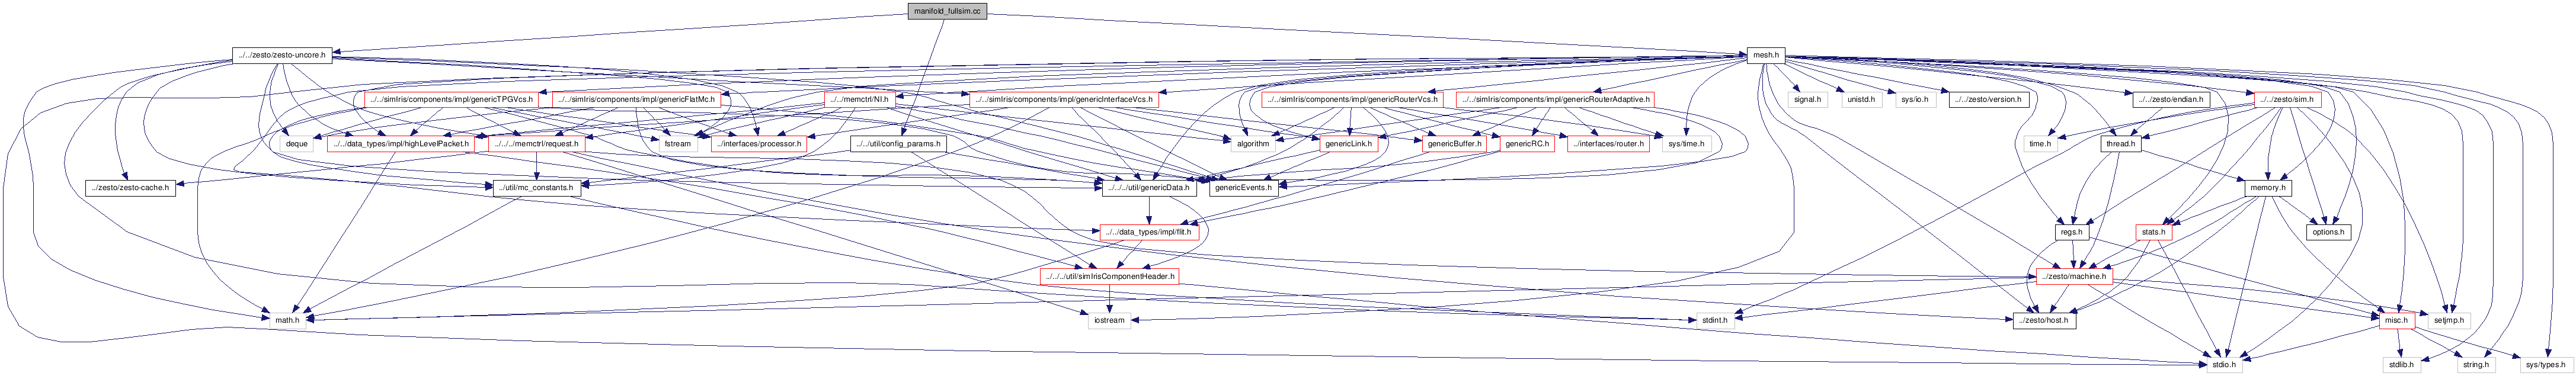 manifold_fullsim.cc
../../zesto/zesto-uncore.h
mesh.h
../../simIris/components/impl/genericTPGVcs.h
../../simIris/components/impl/genericFlatMc.h
../../memctrl/NI.h
../../simIris/components/impl/genericInterfaceVcs.h
../../simIris/components/impl/genericRouterVcs.h
../../simIris/components/impl/genericRouterAdaptive.h
signal.h
unistd.h
sys/io.h
../../zesto/version.h
../../zesto/endian.h
../../zesto/sim.h
deque
../../data_types/impl/highLevelPacket.h
../../../memctrl/request.h
fstream
../interfaces/processor.h
../../util/config_params.h
algorithm
genericLink.h
genericBuffer.h
genericRC.h
../interfaces/router.h
sys/time.h
time.h
thread.h
../zesto/zesto-cache.h
../util/mc_constants.h
../../../util/genericData.h
genericEvents.h
memory.h
../../data_types/impl/flit.h
regs.h
stats.h
options.h
../../../util/simIrisComponentHeader.h
../zesto/machine.h
math.h
iostream
stdint.h
../zesto/host.h
misc.h
setjmp.h
stdio.h
stdlib.h
string.h
sys/types.h